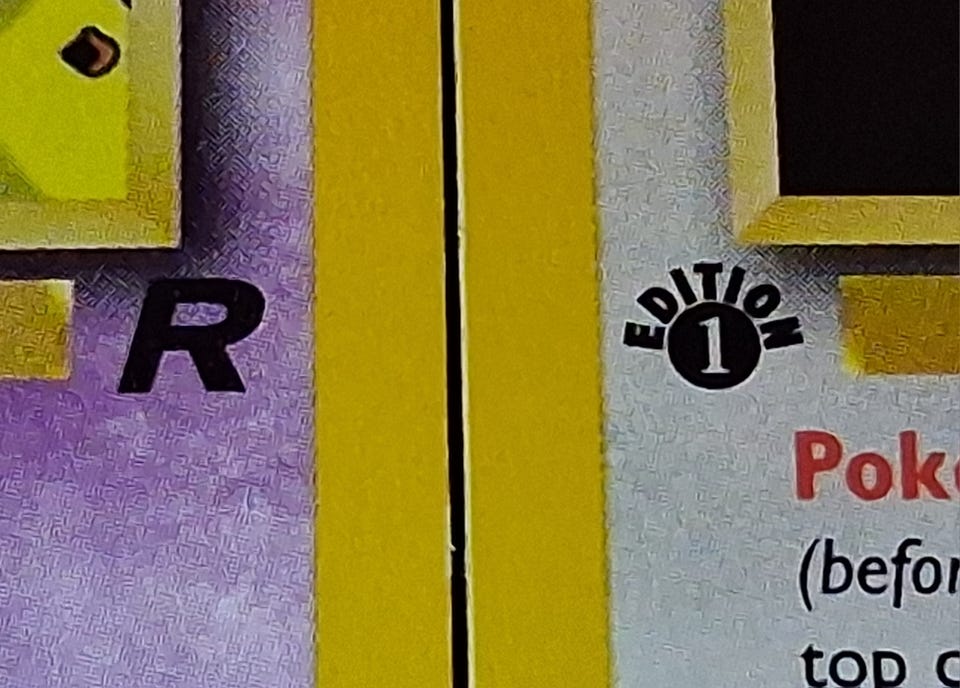 R
EDITION
1
Pok
(befor
top